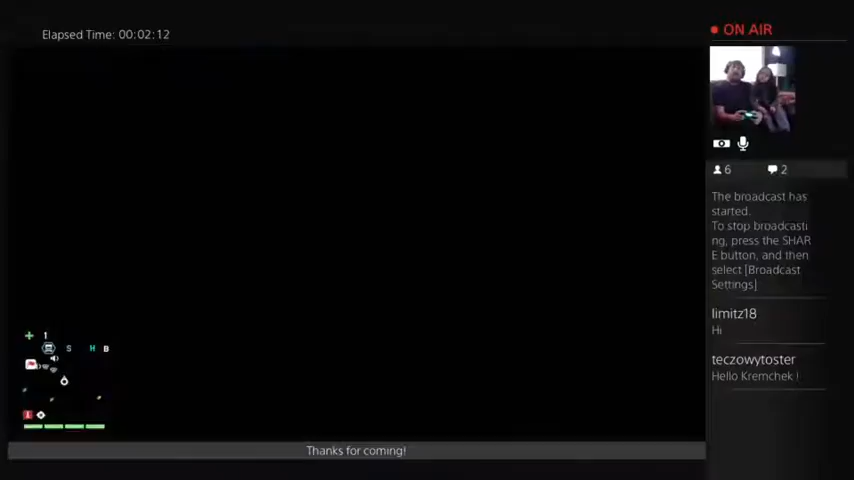 Elapsed Time: 00:02:12
ON AIR
6
2
The broadcast has
started.
To stop broadcasti
ng, press the SHAR
E button, and then
select [Broadcast
Settings]
limitz18
Hi
teczowytoster
Hello Kremchek !
1
S H B
Thanks for coming!